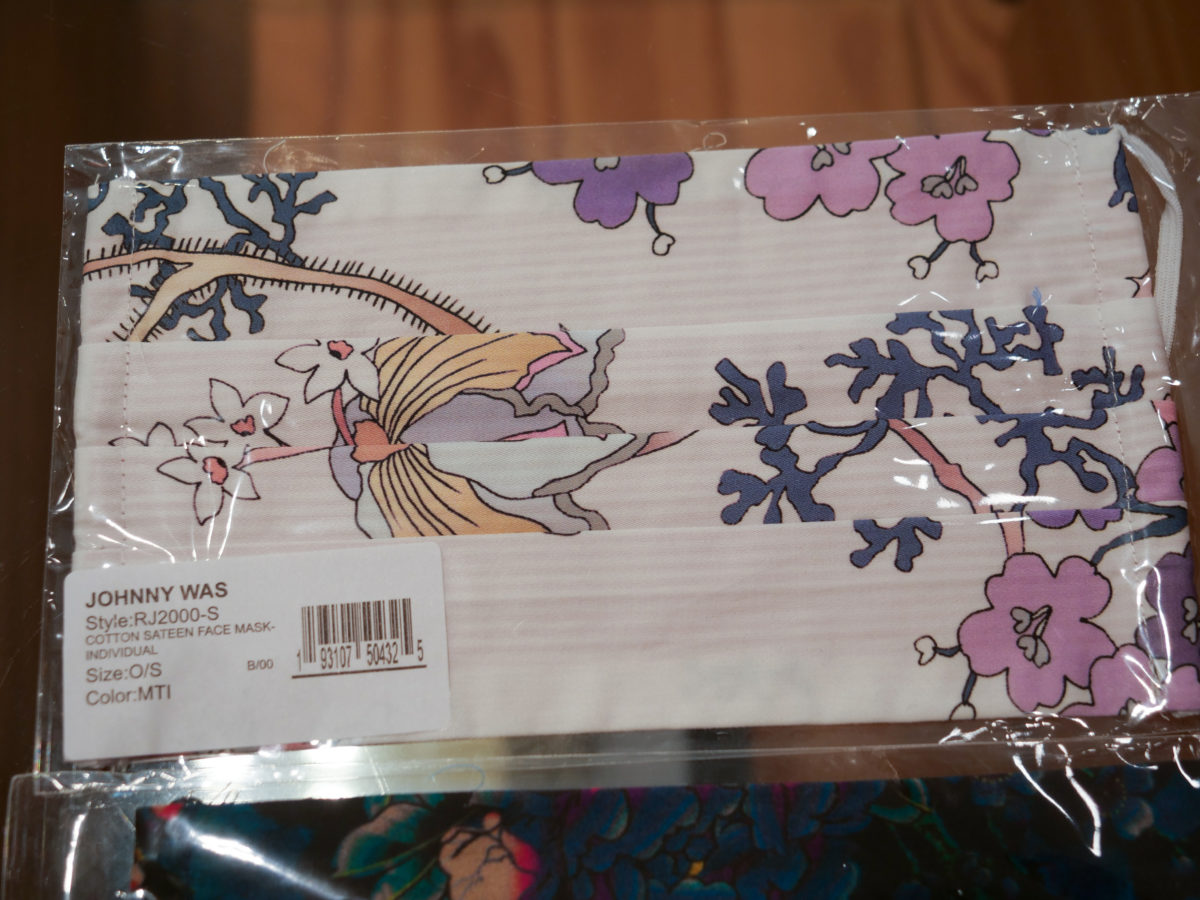 JOHNNY WAS
Style:RJ2000-S
COTTON SATEEN FACE MASK-
INDIVIDUAL
Size:O/S
B/00
Color:MTI
1 93107 50432 5